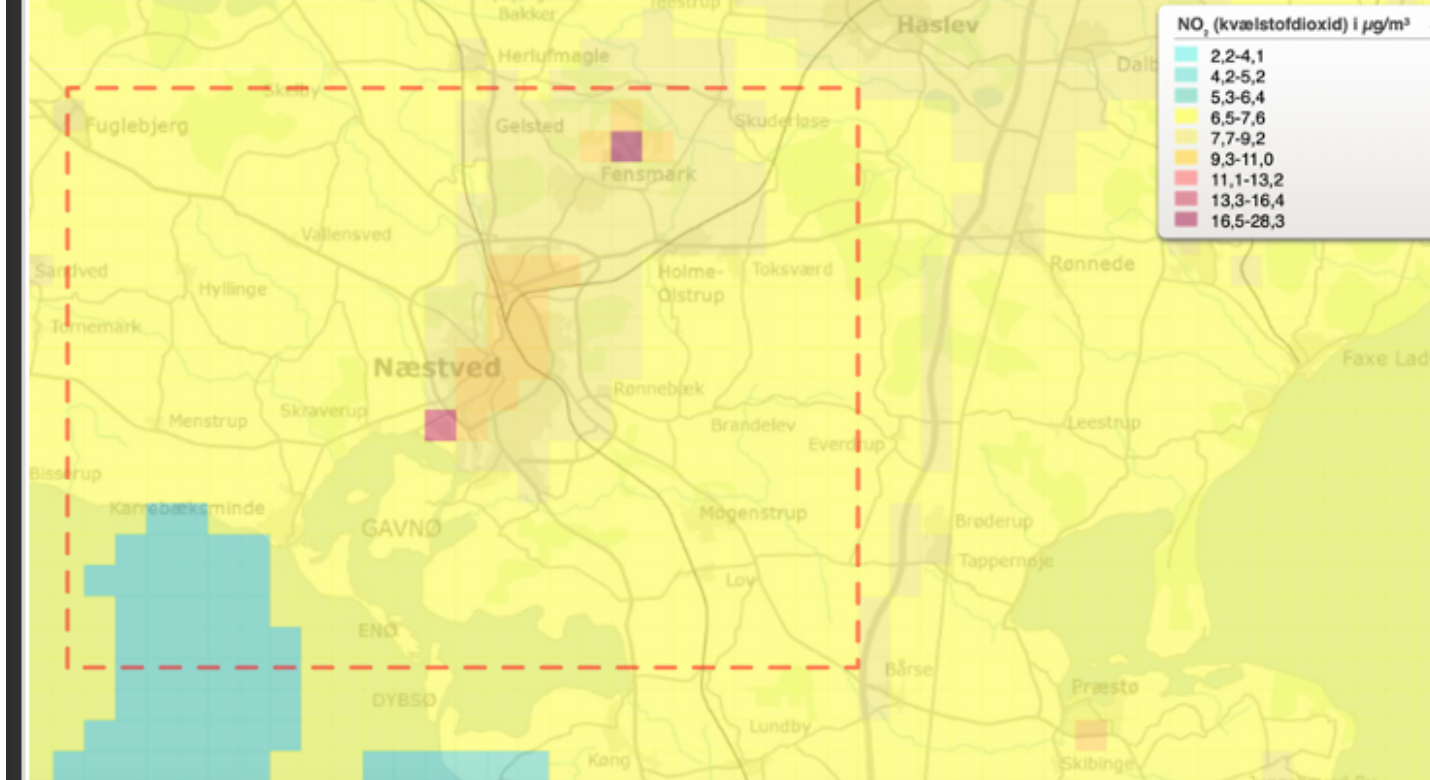 Bakker
Teestrup
Haslev
NO₂ (kvælstofdioxid) i µg/m³
2,2-4,1
4,2-5,2
5,3-6,4
6,5-7,6
7,7-9,2
9,3-11,0
11,1-13,2
13,3-16,4
16,5-28,3
Herlufmagle
Dalb
Skelby
Fuglebjerg
Gelsted
Skuderløse
Fensmark
Vallensved
Sandved
Hyllinge
Holme-
Olstrup
Toksværd
Rønnede
Tornemark
Faxe Lad
Næstved
Rønnebæk
Menstrup
Skraverup
Brandelev
Leestrup
Everdrup
Bisserup
Karrebæksminde
GAVNØ
Mogenstrup
Brøderup
Tappernøje
Lov
ENØ
Bårse
DYBSØ
Præstø
Lundby
Køng
Skibinge